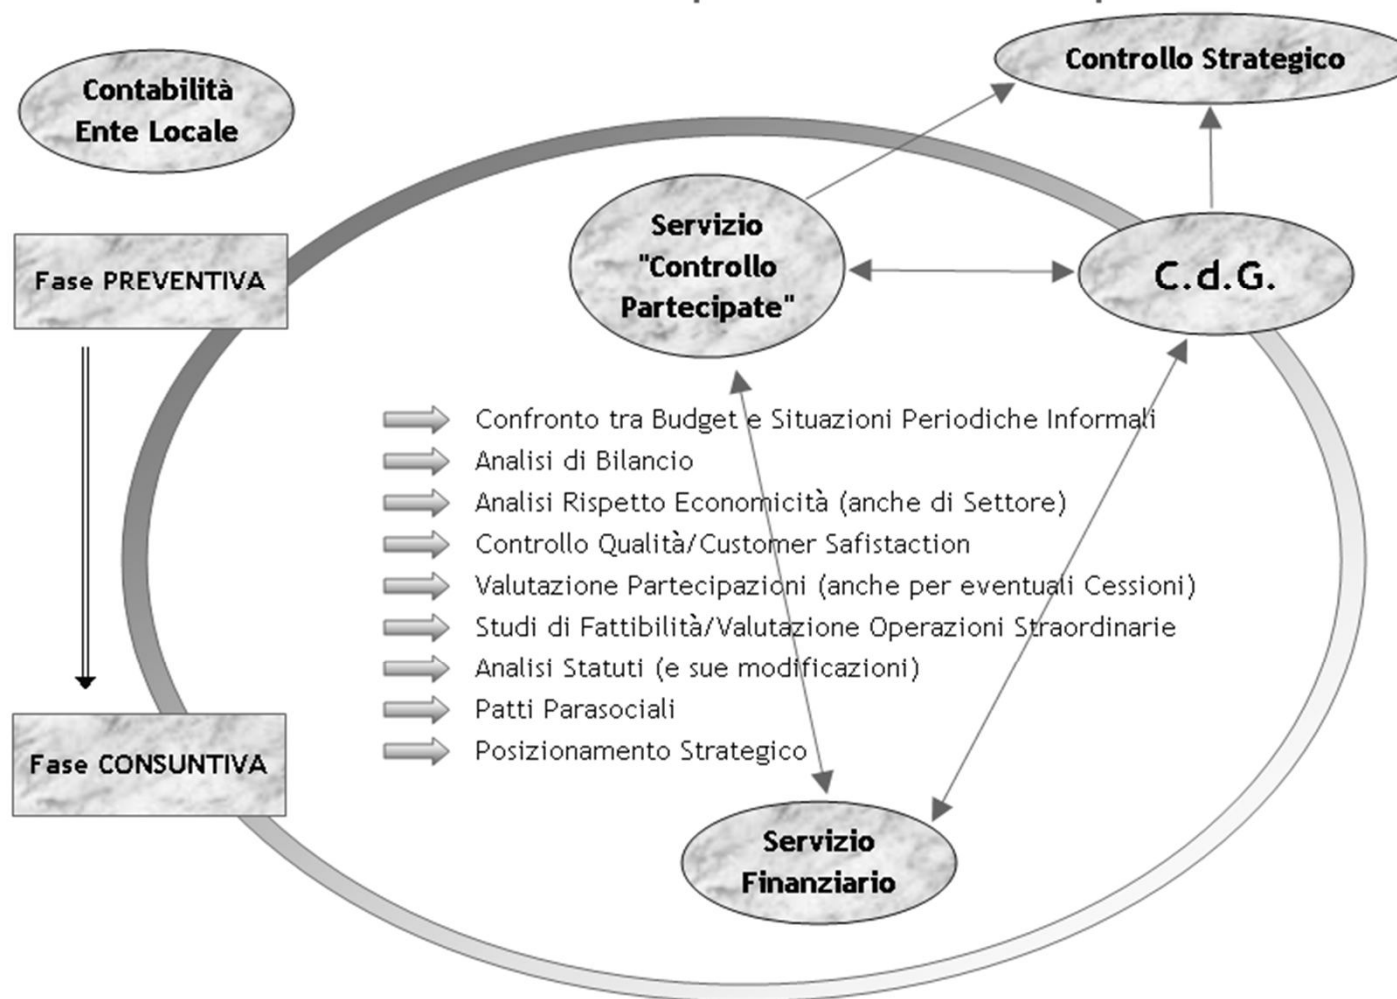 Contabilità
Ente Locale
Controllo Strategico
Servizio
"Controllo
Partecipate"
C.d.G.
Fase PREVENTIVA
Confronto tra Budget e Situazioni Periodiche Informali
Analisi di Bilancio
Analisi Rispetto Economicità (anche di Settore)
Controllo Qualità/Customer Safistaction
Valutazione Partecipazioni (anche per eventuali Cessioni)
Studi di Fattibilità/Valutazione Operazioni Straordinarie
Analisi Statuti (e sue modificazioni)
Patti Parasociali
Posizionamento Strategico
Fase CONSUNTIVA
Servizio
Finanziario